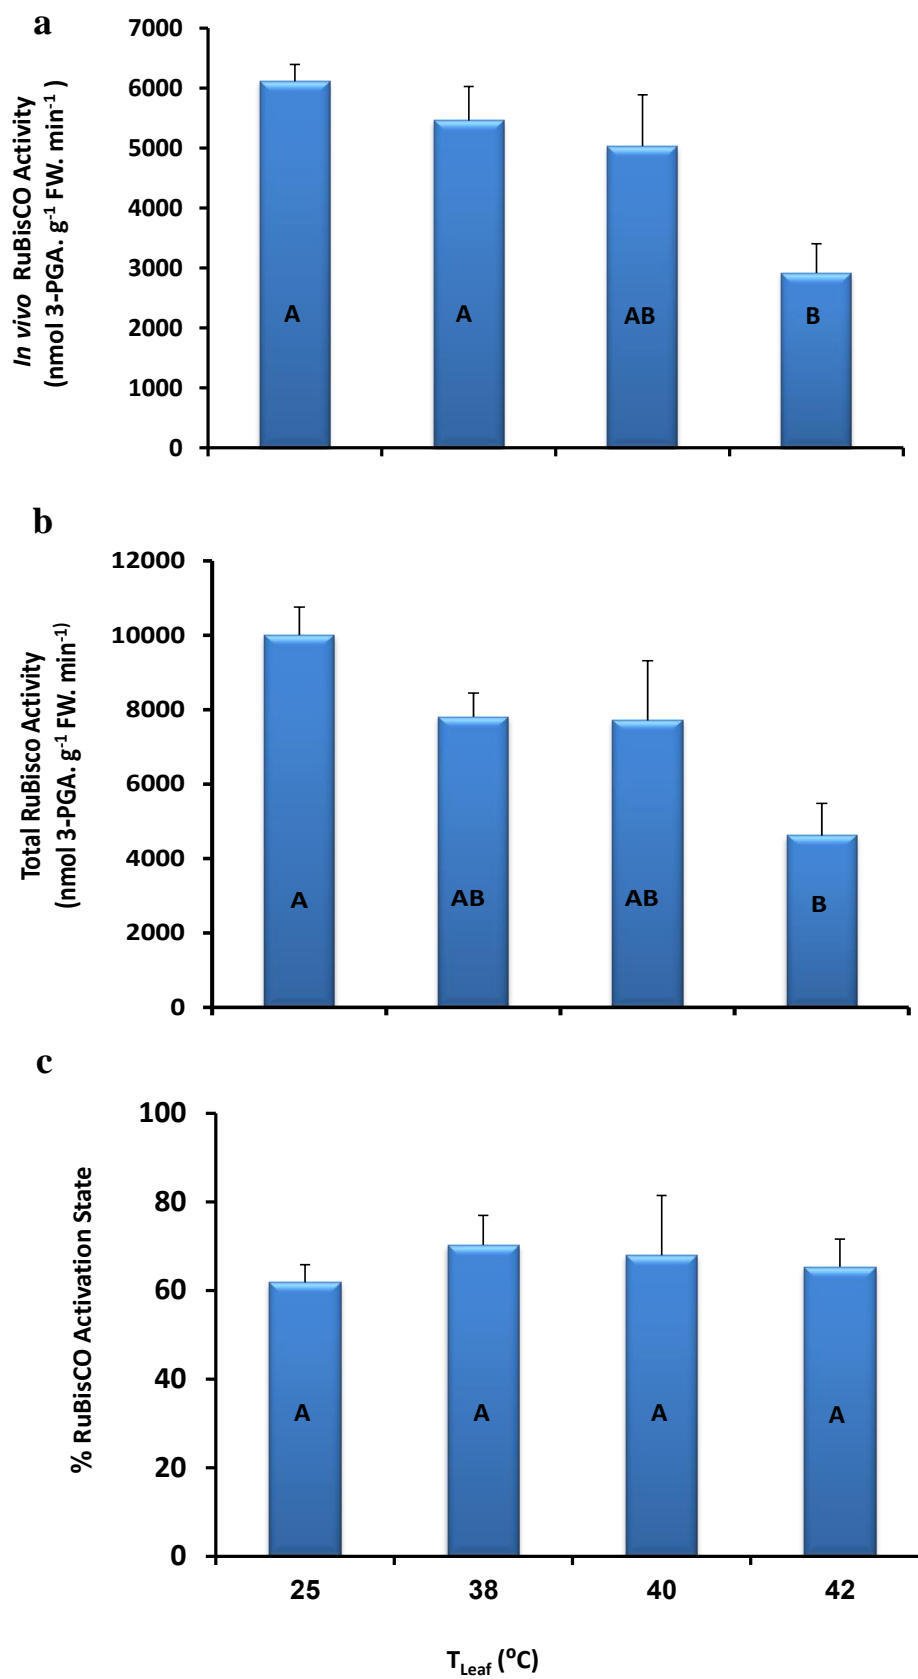 a
In vivo RuBisCO Activity
(nmol 3-PGA. g⁻¹ FW. min⁻¹ )
7000
6000
5000
4000
3000
2000
1000
0
A
A
AB
B
b
Total RuBisco Activity
(nmol 3-PGA. g⁻¹ FW. min⁻¹)
12000
10000
8000
6000
4000
2000
0
A
AB
AB
B
c
% RuBisCO Activation State
100
80
60
40
20
0
A
A
A
A
25 38 40 42
T_Leaf (°C)